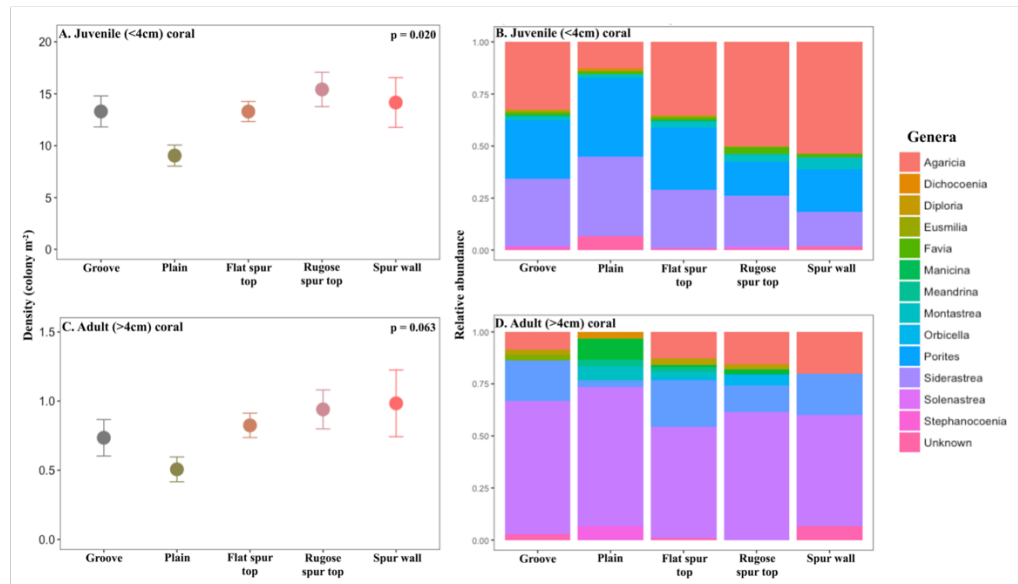 A. Juvenile (<4cm) coral
p = 0.020
20
15
10
5
0
Groove
Plain
Flat spur
top
Rugose
spur top
Spur wall
B. Juvenile (<4cm) coral
1.00
0.75
0.50
0.25
0.00
Groove
Plain
Flat spur
top
Rugose
spur top
Spur wall
Density (colony m⁻²)
Relative abundance
C. Adult (>4cm) coral
p = 0.063
1.5
1.0
0.5
0.0
Groove
Plain
Flat spur
top
Rugose
spur top
Spur wall
D. Adult (>4cm) coral
1.00
0.75
0.50
0.25
0.00
Groove
Plain
Flat spur
top
Rugose
spur top
Spur wall
Genera
Agaricia
Dichocoenia
Diploria
Eusmilia
Favia
Manicina
Meandrina
Montastrea
Orbicella
Porites
Siderastrea
Solenastrea
Stephanocoenia
Unknown